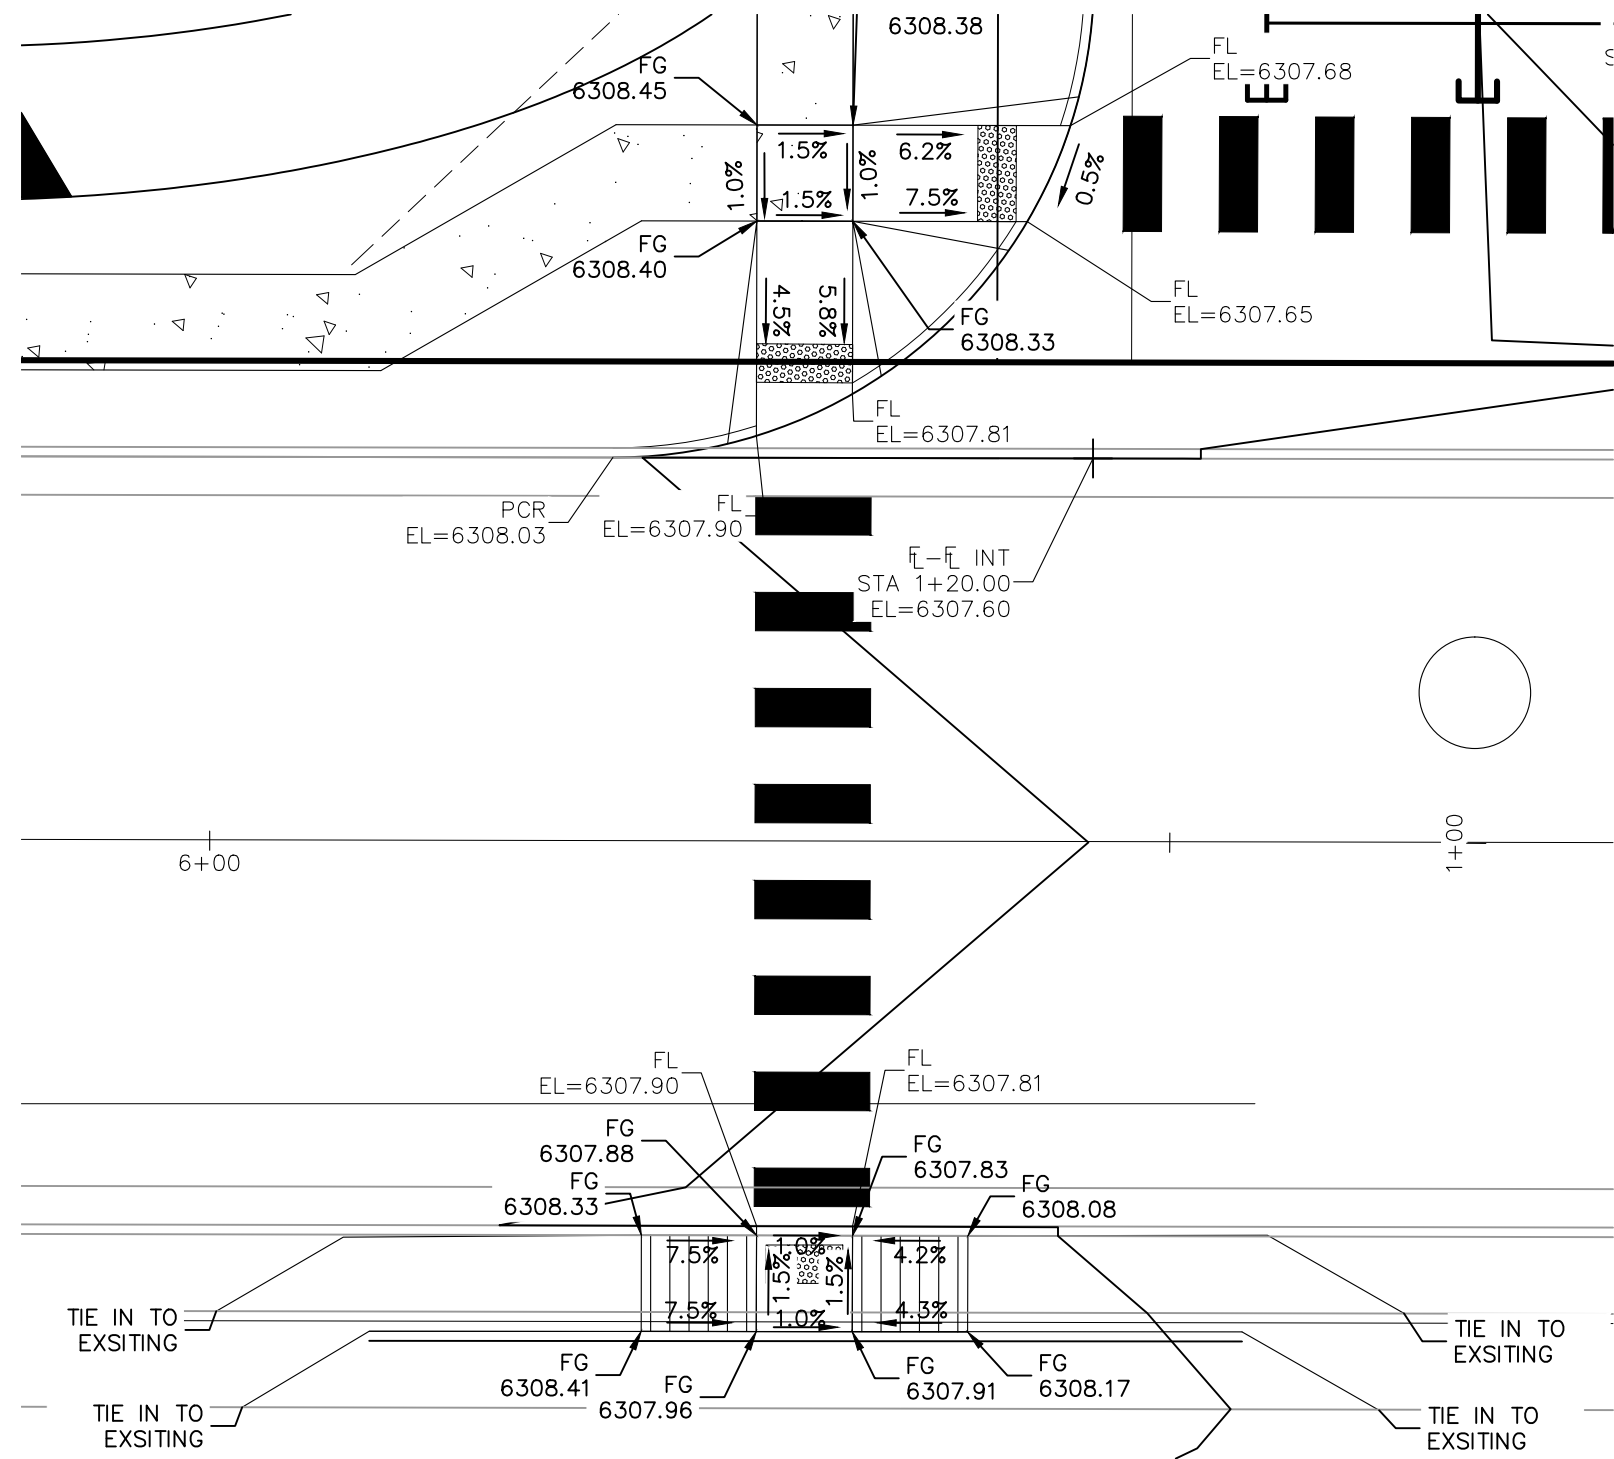 6308.38
FG
6308.45
FL
EL=6307.68
S
1.5%
6.2%
1.0%
1.0%
0.5%
1.5%
7.5%
FG
6308.40
4.5%
5.8%
FL
EL=6307.65
FG
6308.33
FL
EL=6307.81
PCR
EL=6308.03
FL
EL=6307.90
FL-FL INT
STA 1+20.00
EL=6307.60
6+00
1+00
FL
EL=6307.90
FL
EL=6307.81
FG
6307.88
FG
6307.83
FG
6308.33
FG
6308.08
7.5%
1.0%
4.2%
1.5%
1.5%
7.5%
1.0%
4.3%
TIE IN TO
EXSITING
TIE IN TO
EXSITING
FG
6308.41
FG
6307.96
FG
6307.91
FG
6308.17
TIE IN TO
EXSITING
TIE IN TO
EXSITING